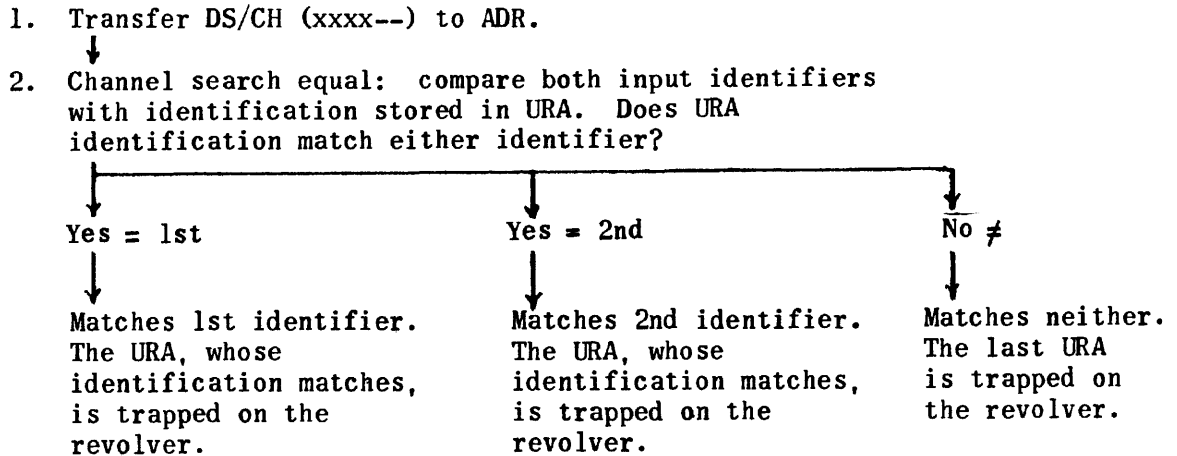 1. Transfer DS/CH (xxxx--) to ADR.
2. Channel search equal: compare both input identifiers
with identification stored in URA. Does URA
identification match either identifier?
Yes = 1st
Yes = 2nd
No ≠
Matches 1st identifier.
The URA, whose
identification matches,
is trapped on the
revolver.
Matches 2nd identifier.
The URA, whose
identification matches,
is trapped on the
revolver.
Matches neither.
The last URA
is trapped on
the revolver.